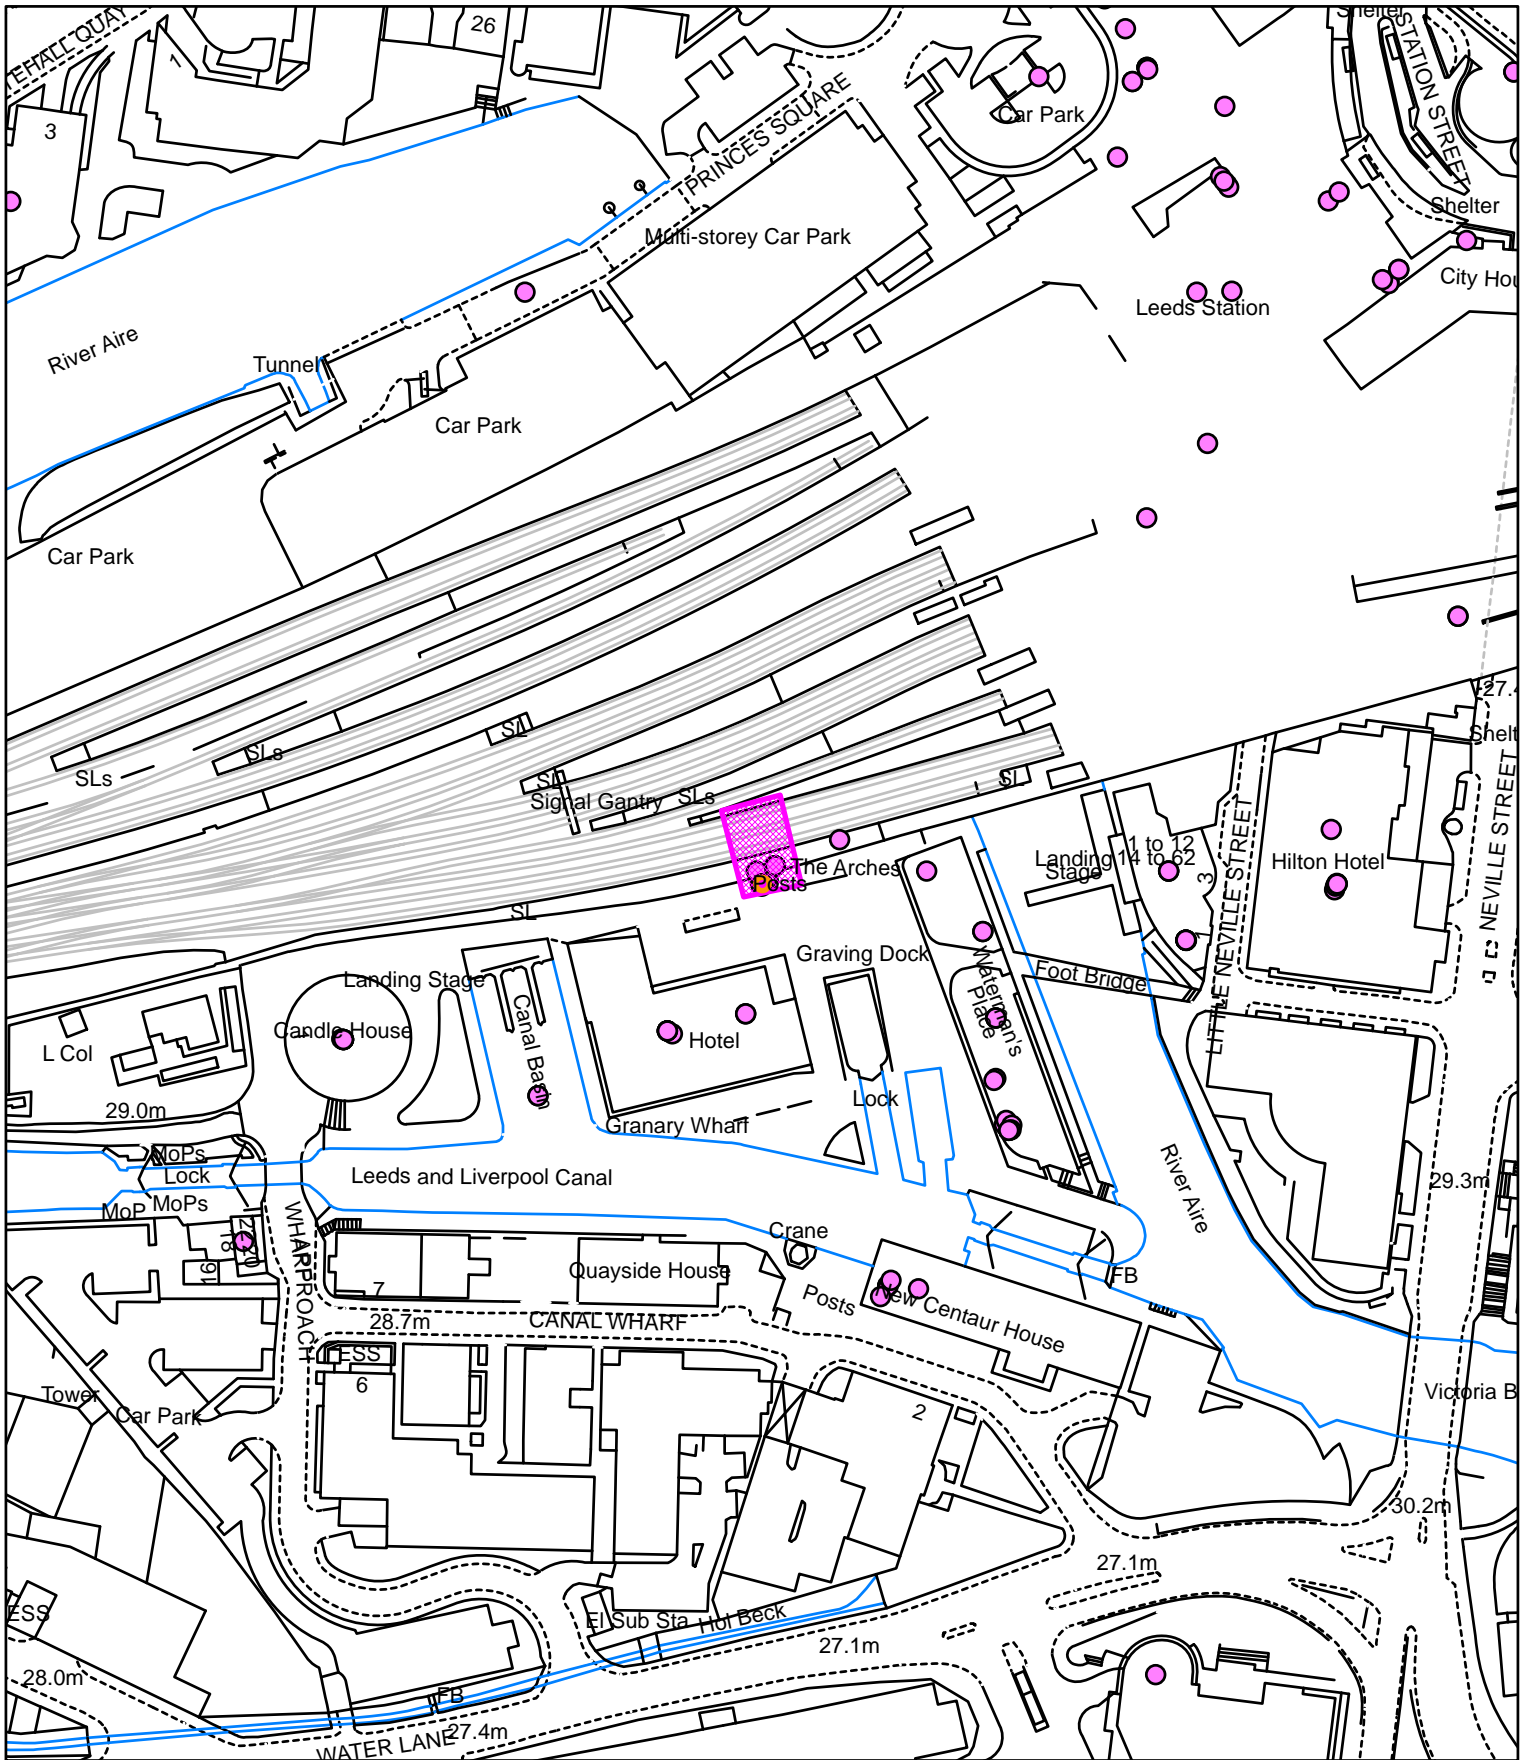 EHALL QUAY
1
26
3
PRINCES SQUARE
Car Park
Shelter
STATION STREET
Shelter
City Hou
Multi-storey Car Park
Leeds Station
River Aire
Tunnel
Car Park
Car Park
SLs
SLs
SL
SL
Signal Gantry
SLs
SL
27.4
Shelt
NEVILLE STREET
The Arches
Posts
SL
1 to 12
14 to 62
Landing
Stage
3
1
LITTLE NEVILLE STREET
Hilton Hotel
Graving Dock
Waterman's
Place
Foot Bridge
Landing Stage
Canal Basin
Candle House
L Col
Hotel
Lock
29.0m
Granary Wharf
MoPs
Lock
MoPs
MoP
Leeds and Liverpool Canal
River Aire
29.3m
18
16
WHARF APPROACH
Crane
Quayside House
7
28.7m
CANAL WHARF
Posts
New Centaur House
FB
ESS
6
Tower
Car Park
2
Victoria B
30.2m
27.1m
ESS
El Sub Sta
Hol Beck
27.1m
28.0m
FB
WATER LANE
27.4m